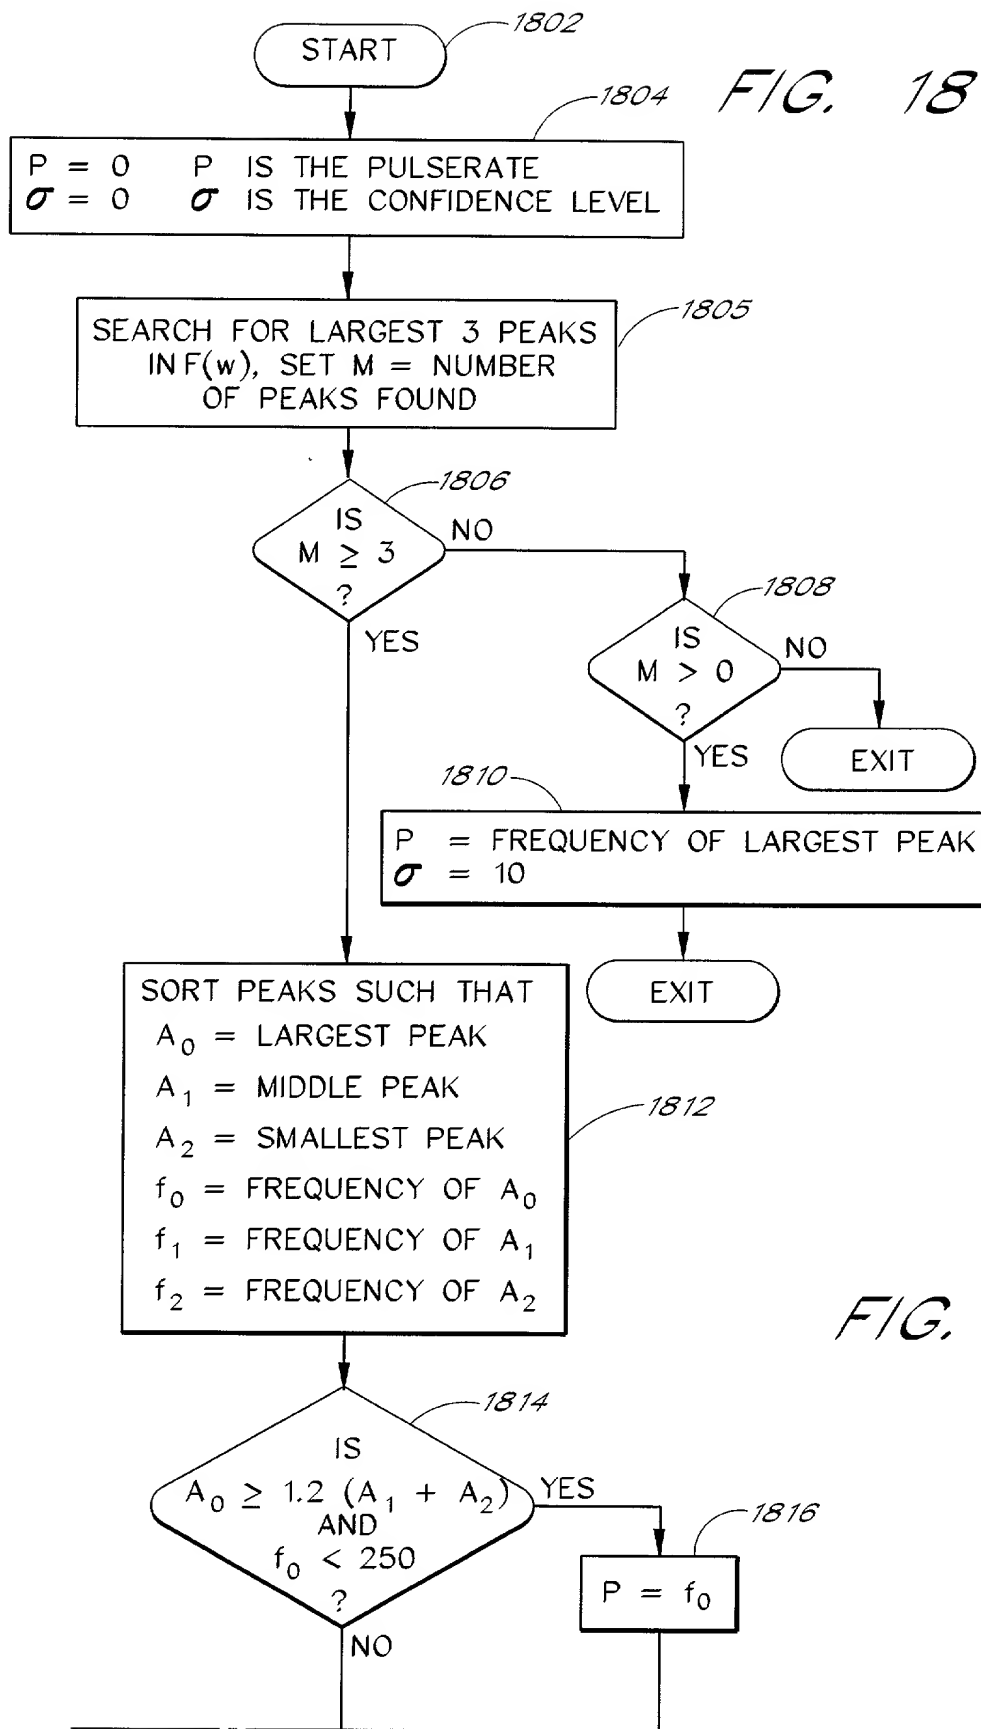 START
1802
FIG. 18
1804
P = 0 P IS THE PULSERATE
σ = 0 σ IS THE CONFIDENCE LEVEL
1805
SEARCH FOR LARGEST 3 PEAKS
IN F(w), SET M = NUMBER
OF PEAKS FOUND
1806
IS
M ≥ 3
?
NO
YES
1808
IS
M > 0
?
NO
YES
EXIT
1810
P = FREQUENCY OF LARGEST PEAK
σ = 10
EXIT
SORT PEAKS SUCH THAT
A₀ = LARGEST PEAK
A₁ = MIDDLE PEAK
A₂ = SMALLEST PEAK
f₀ = FREQUENCY OF A₀
f₁ = FREQUENCY OF A₁
f₂ = FREQUENCY OF A₂
1812
FIG.
1814
IS
A₀ ≥ 1.2 (A₁ + A₂)
AND
f₀ < 250
?
YES
NO
1816
P = f₀